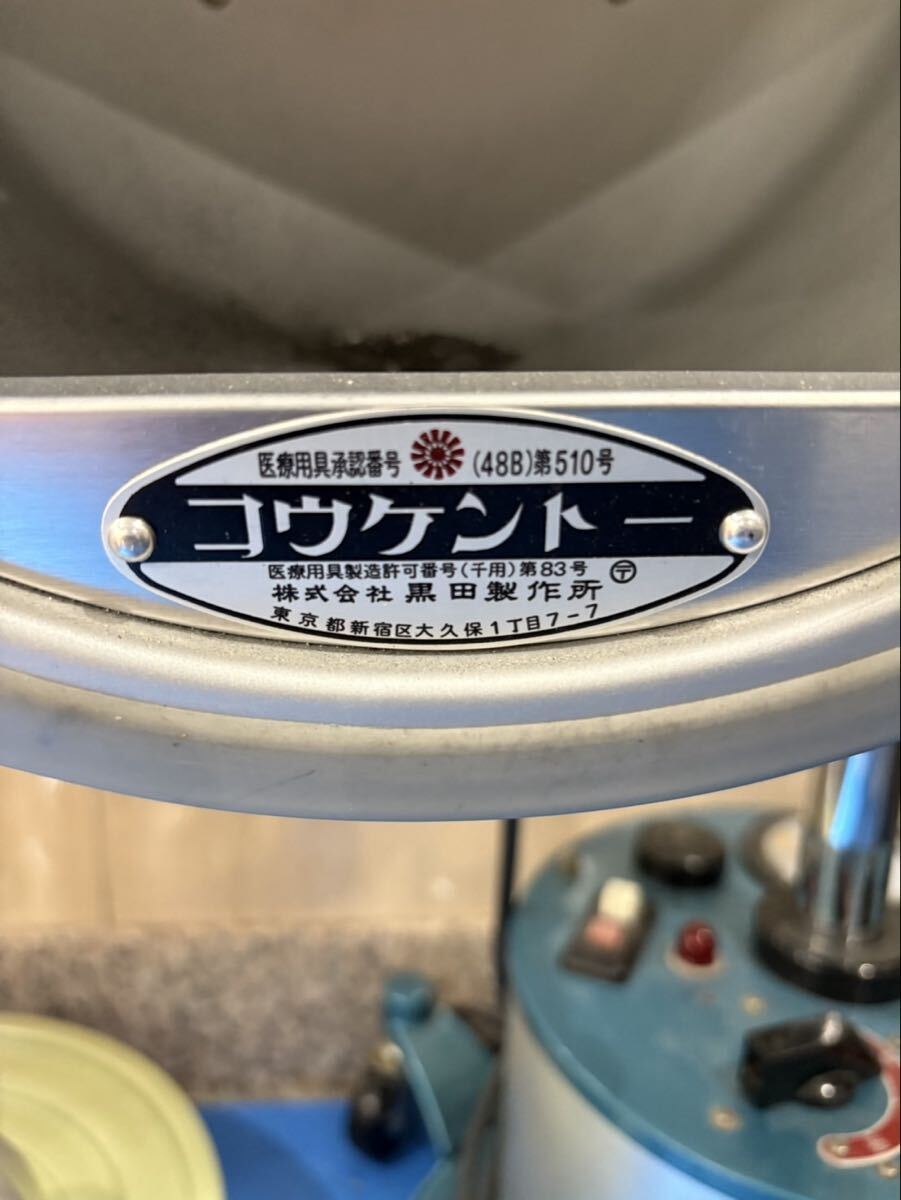 医療用具承認番号 (48B)第510号
コウケントー
医療用具製造許可番号(千用)第83号 〒
株式会社 黒田製作所
東京都新宿区大久保1丁目7-7